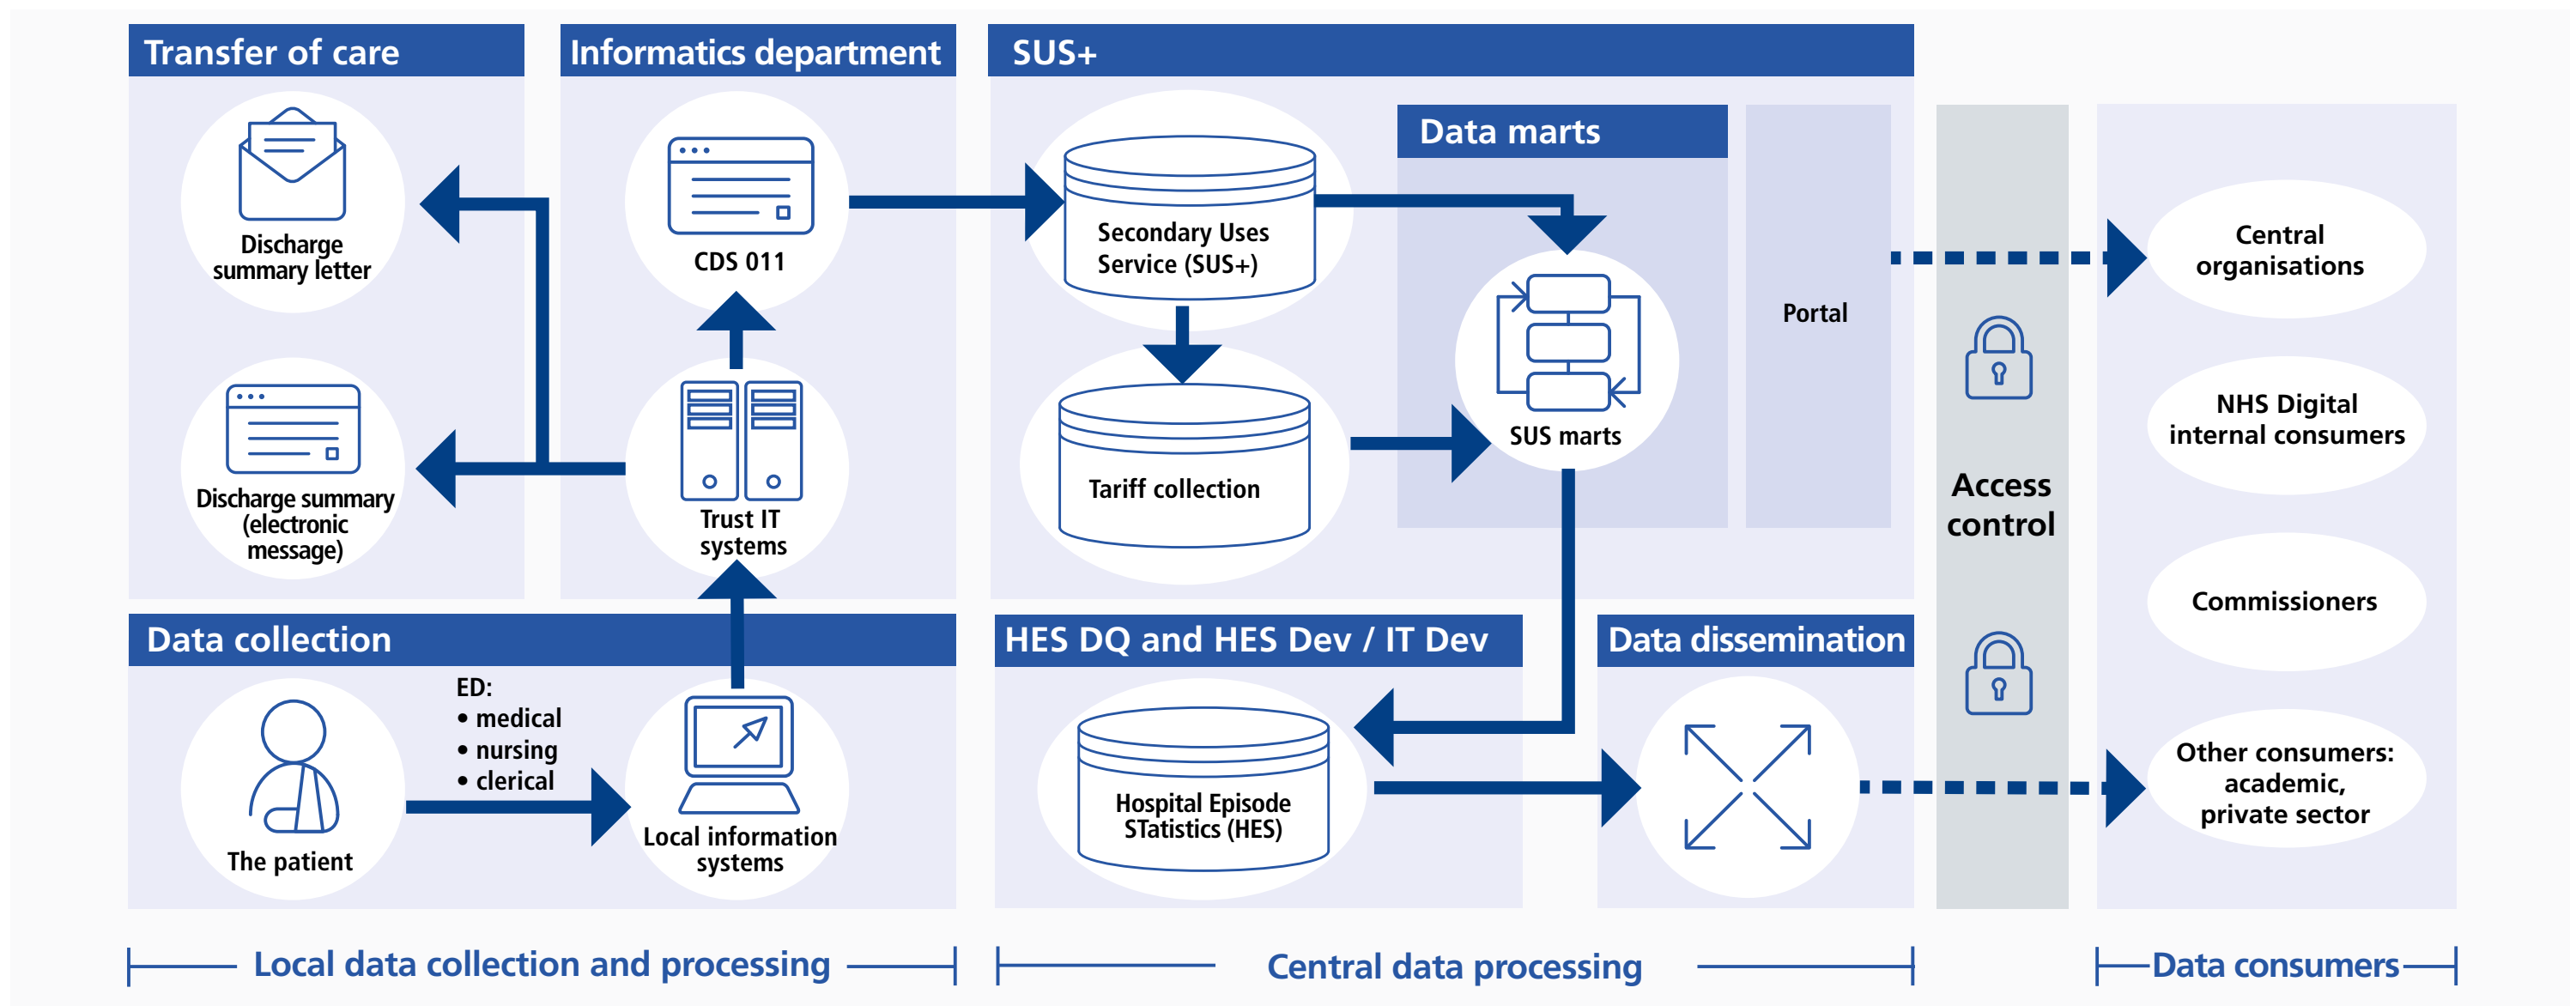 Transfer of care
Discharge
summary letter
Discharge summary
(electronic
message)
Informatics department
CDS 011
Trust IT
systems
Data collection
The patient
ED:
• medical
• nursing
• clerical
Local information
systems
SUS+
Secondary Uses
Service (SUS+)
Tariff collection
Data marts
SUS marts
Portal
HES DQ and HES Dev / IT Dev
Hospital Episode
STatistics (HES)
Data dissemination
Access
control
Central
organisations
NHS Digital
internal consumers
Commissioners
Other consumers:
academic,
private sector
Local data collection and processing
Central data processing
Data consumers